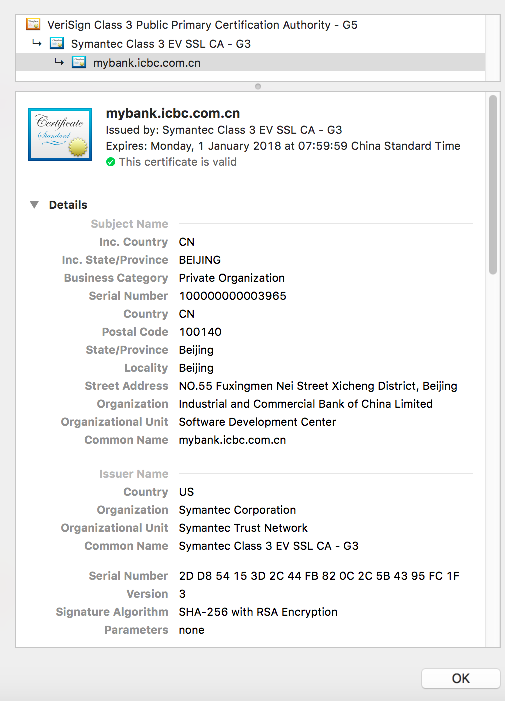 VeriSign Class 3 Public Primary Certification Authority - G5
Symantec Class 3 EV SSL CA - G3
mybank.icbc.com.cn
Certificate
Standard
mybank.icbc.com.cn
Issued by: Symantec Class 3 EV SSL CA - G3
Expires: Monday, 1 January 2018 at 07:59:59 China Standard Time
This certificate is valid
Details
Subject Name
Inc. Country CN
Inc. State/Province BEIJING
Business Category Private Organization
Serial Number 100000000003965
Country CN
Postal Code 100140
State/Province Beijing
Locality Beijing
Street Address NO.55 Fuxingmen Nei Street Xicheng District, Beijing
Organization Industrial and Commercial Bank of China Limited
Organizational Unit Software Development Center
Common Name mybank.icbc.com.cn
Issuer Name
Country US
Organization Symantec Corporation
Organizational Unit Symantec Trust Network
Common Name Symantec Class 3 EV SSL CA - G3
Serial Number 2D D8 54 15 3D 2C 44 FB 82 0C 2C 5B 43 95 FC 1F
Version 3
Signature Algorithm SHA-256 with RSA Encryption
Parameters none
OK